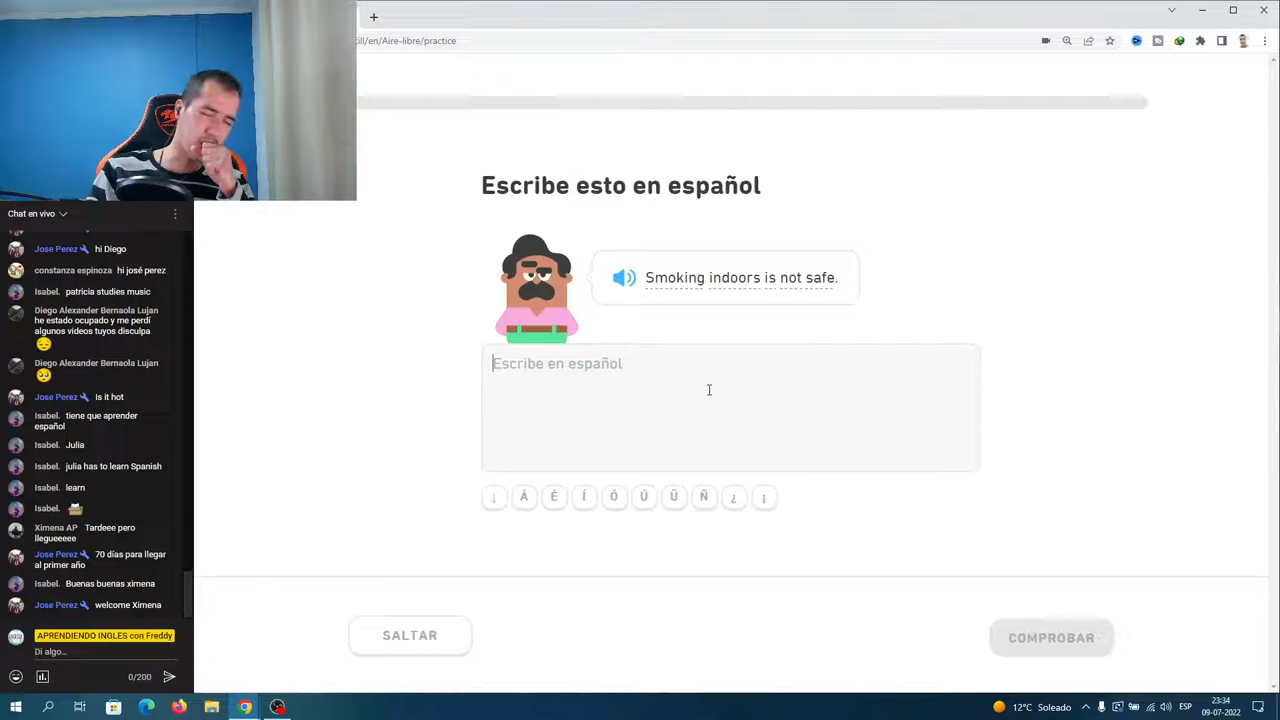 ill/en/Aire-libre/practice
Escribe esto en español
Smoking indoors is not safe.
Escribe en español
↓ Á É Í Ó Ú Ü Ñ ¿ ¡
SALTAR
COMPROBAR
Chat en vivo
Jose Perez hi Diego
constanza espinoza hi josé perez
Isabel. patricia studies music
Diego Alexander Bernaola Lujan
he estado ocupado y me perdí
algunos videos tuyos disculpa
Diego Alexander Bernaola Lujan
Jose Perez Is it hot
Isabel. tiene que aprender
español
Isabel. Julia
Isabel. julia has to learn Spanish
Isabel. learn
Isabel.
Ximena AP Tardeee pero
llegueeeee
Jose Perez 70 días para llegar
al primer año
Isabel. Buenas buenas ximena
Jose Perez welcome Ximena
APRENDIENDO INGLES con Freddy
Di algo...
0/200
12°C Soleado
ESP
23:34
09-07-2022